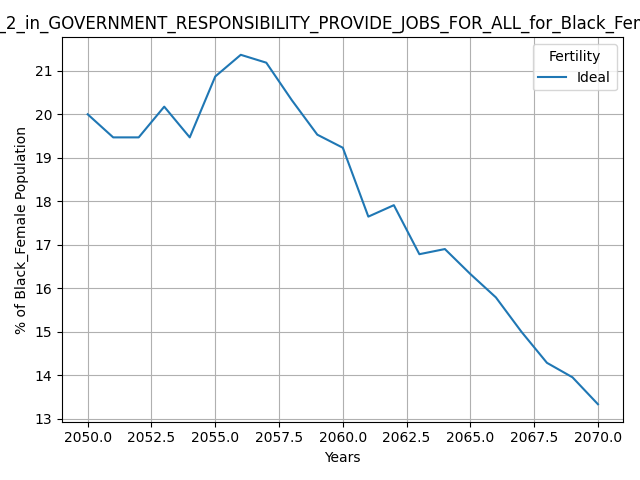 _2_in_GOVERNMENT_RESPONSIBILITY_PROVIDE_JOBS_FOR_ALL_for_Black_Fem
Fertility
Ideal
21
20
19
18
17
16
15
14
13
% of Black_Female Population
2050.0 2052.5 2055.0 2057.5 2060.0 2062.5 2065.0 2067.5 2070.0
Years